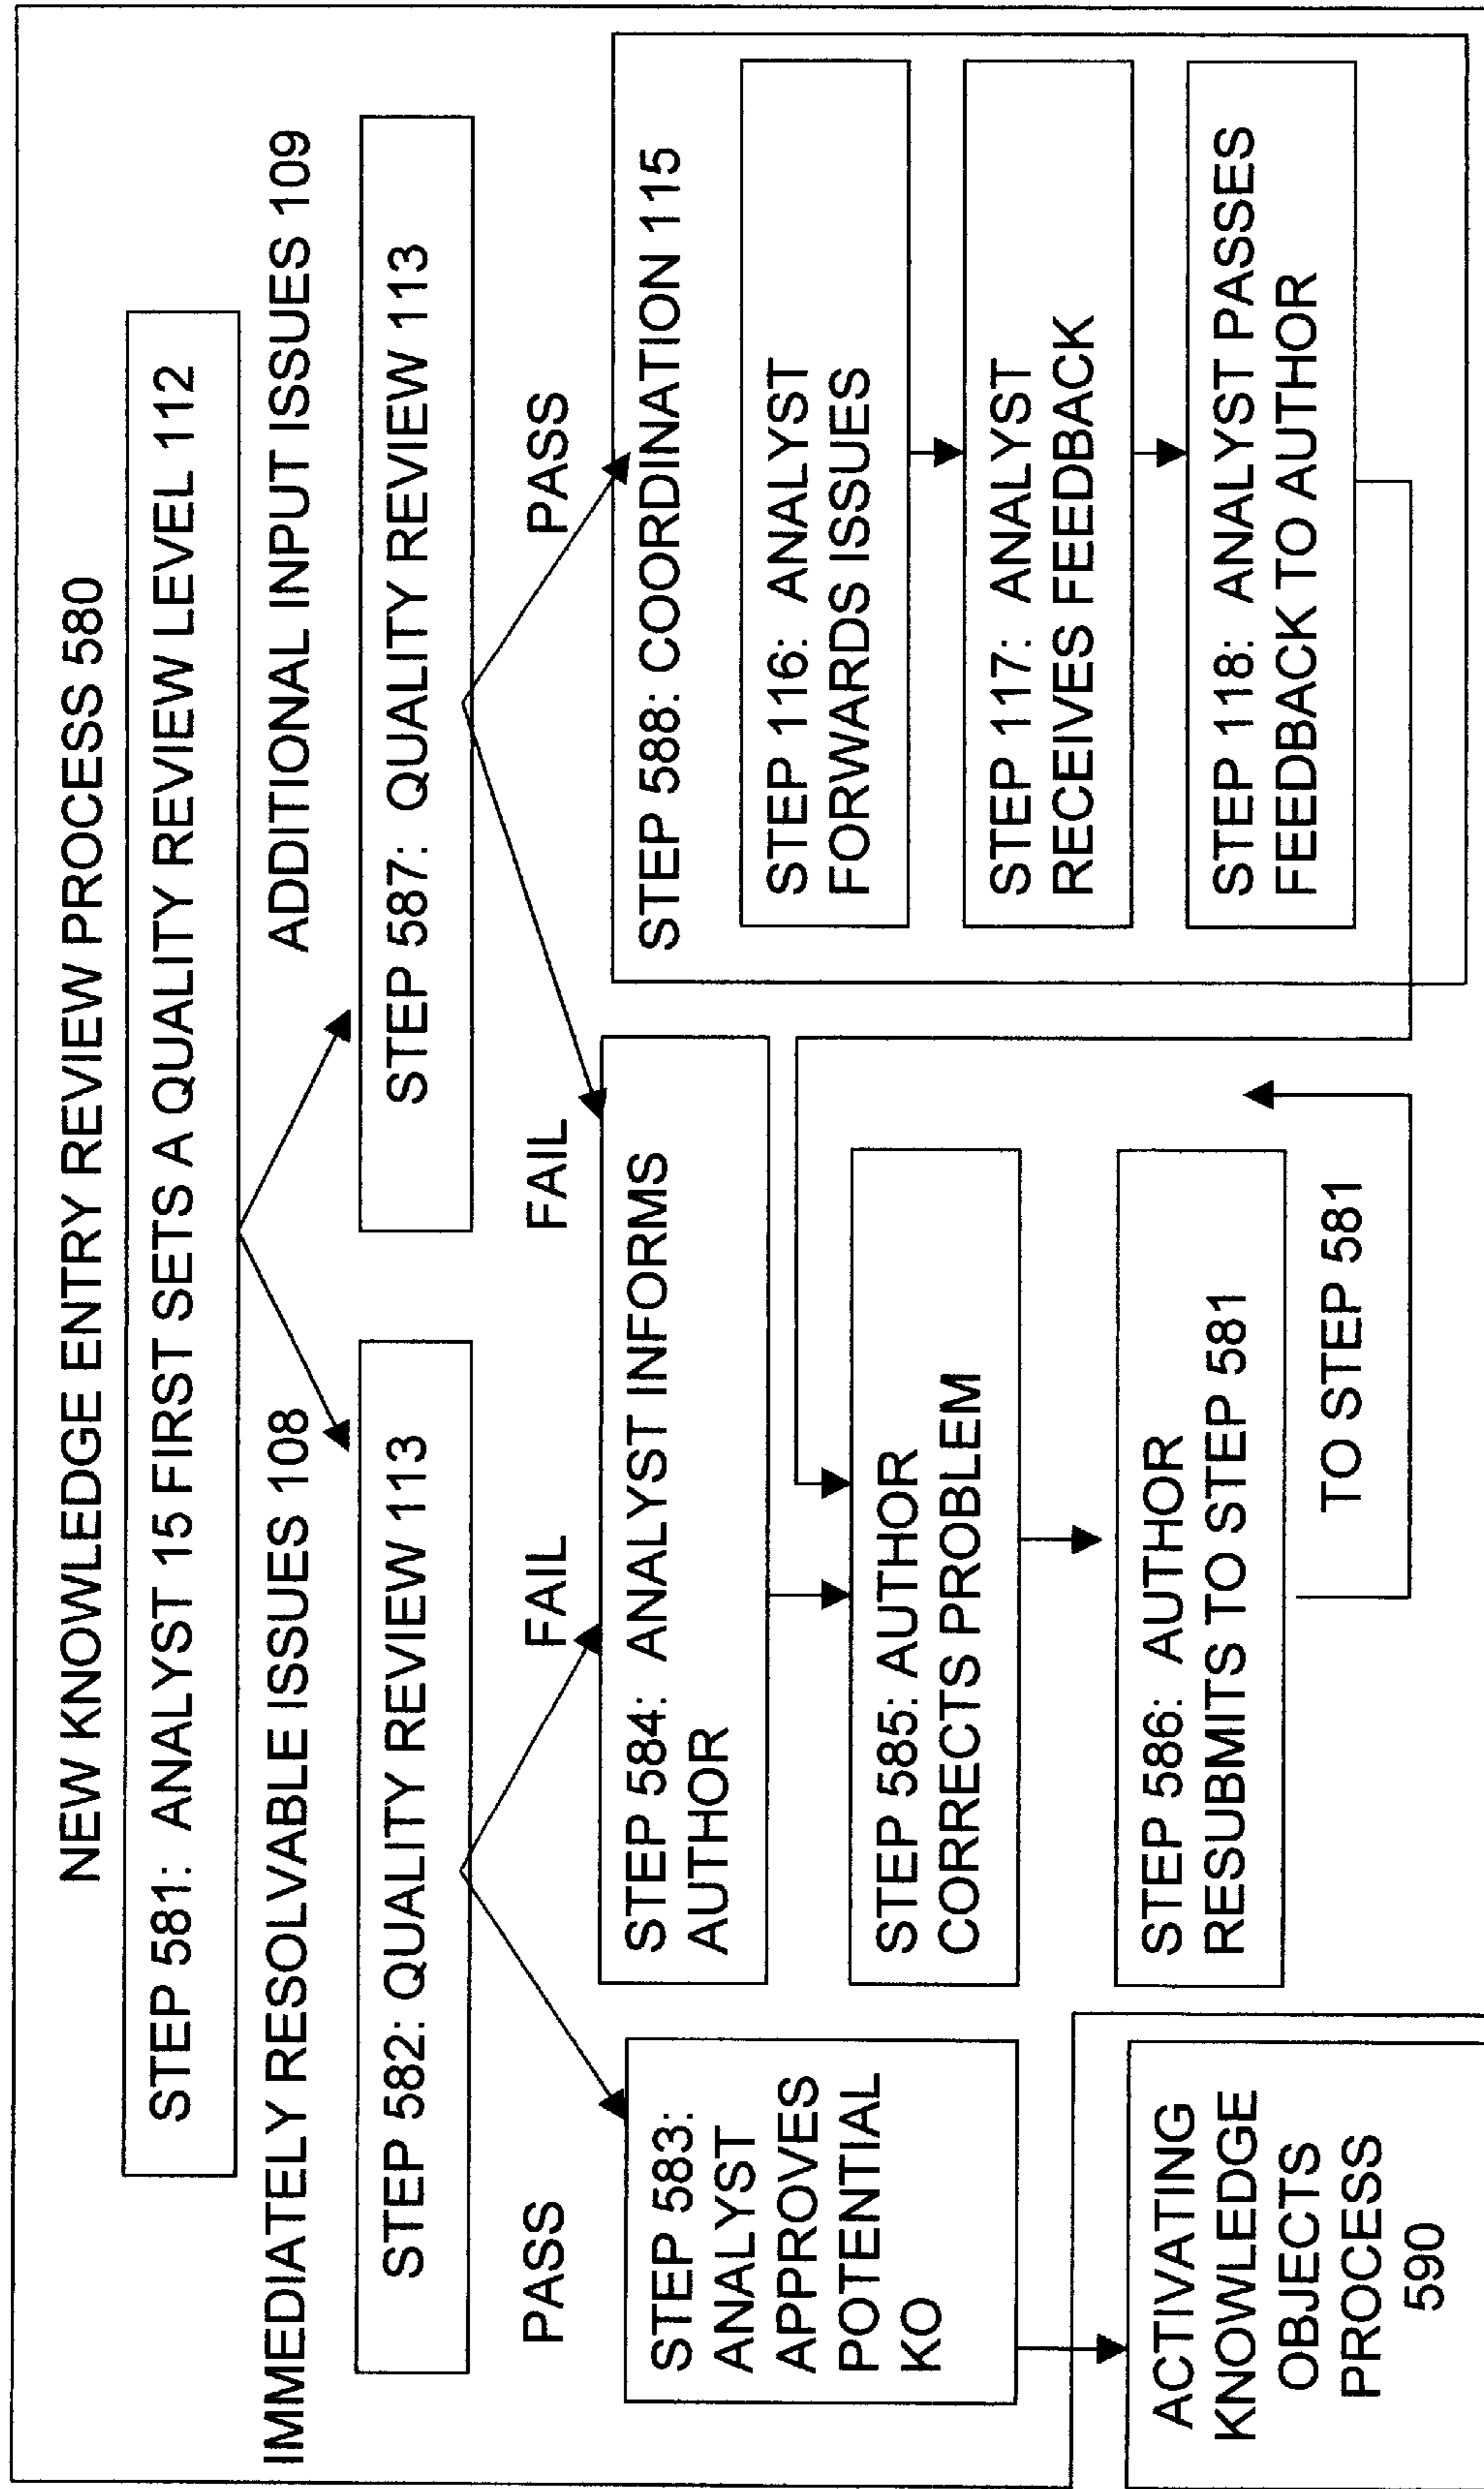 NEW KNOWLEDGE ENTRY REVIEW PROCESS 580
STEP 581: ANALYST 15 FIRST SETS A QUALITY REVIEW LEVEL 112
IMMEDIATELY RESOLVABLE ISSUES 108
ADDITIONAL INPUT ISSUES 109
STEP 582: QUALITY REVIEW 113
STEP 587: QUALITY REVIEW 113
PASS
FAIL
FAIL
PASS
STEP 583:
ANALYST
APPROVES
POTENTIAL
KO
STEP 584: ANALYST INFORMS
AUTHOR
STEP 585: AUTHOR
CORRECTS PROBLEM
STEP 586: AUTHOR
RESUBMITS TO STEP 581
TO STEP 581
STEP 588: COORDINATION 115
STEP 116: ANALYST
FORWARDS ISSUES
STEP 117: ANALYST
RECEIVES FEEDBACK
STEP 118: ANALYST PASSES
FEEDBACK TO AUTHOR
ACTIVATING
KNOWLEDGE
OBJECTS
PROCESS
590